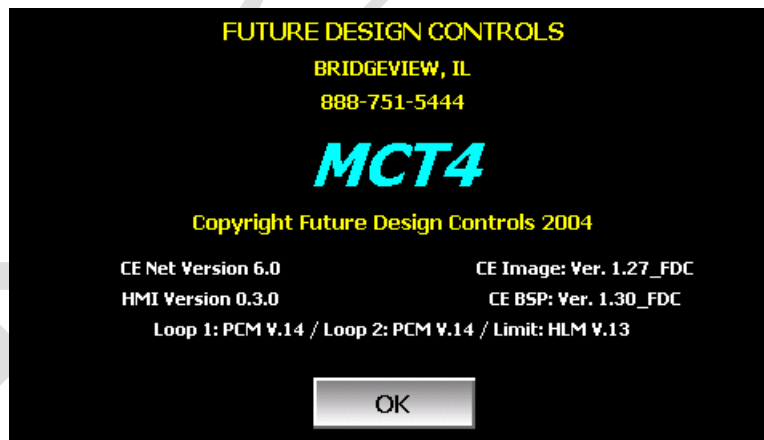 FUTURE DESIGN CONTROLS
BRIDGEVIEW, IL
888-751-5444
MCT4
Copyright Future Design Controls 2004
CE Net Version 6.0 CE Image: Ver. 1.27_FDC
HMI Version 0.3.0 CE BSP: Ver. 1.30_FDC
Loop 1: PCM V.14 / Loop 2: PCM V.14 / Limit: HLM V.13
OK